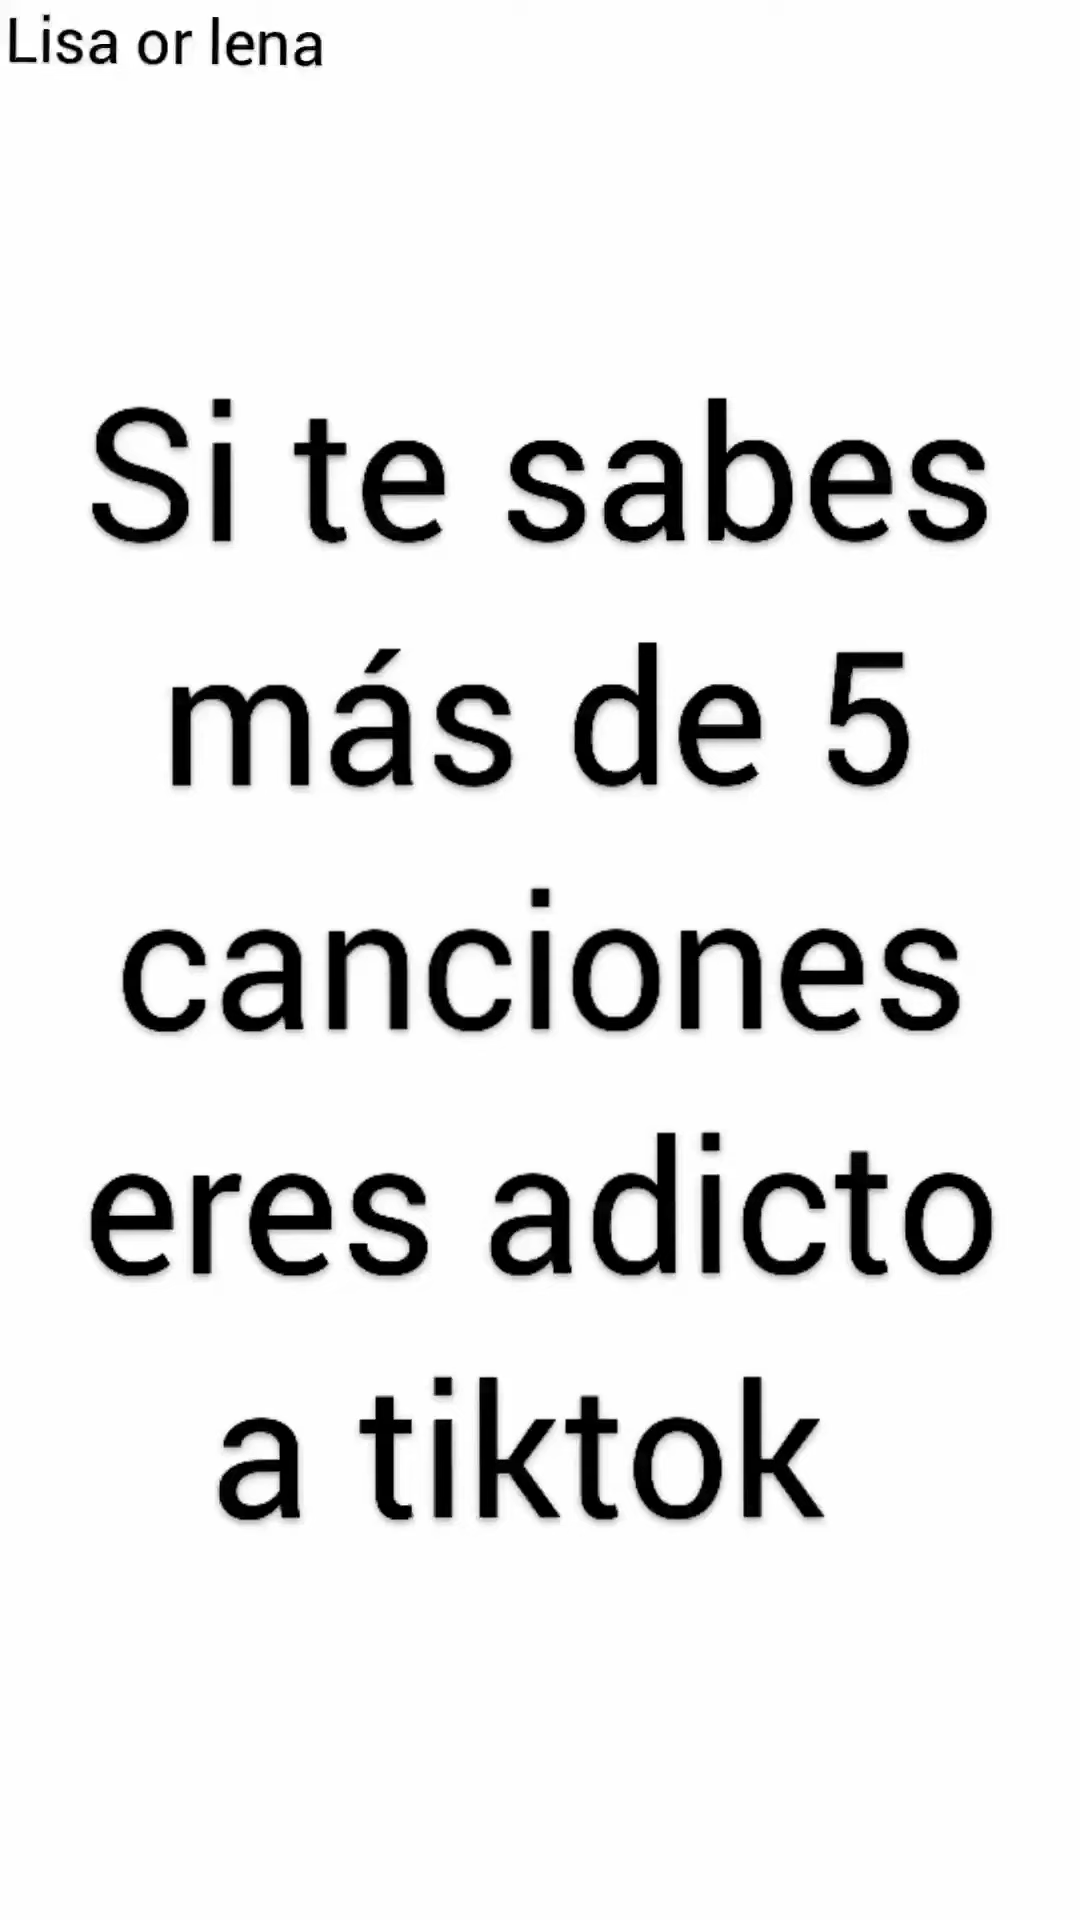 Lisa or lena
Si te sabes
más de 5
canciones
eres adicto
a tiktok